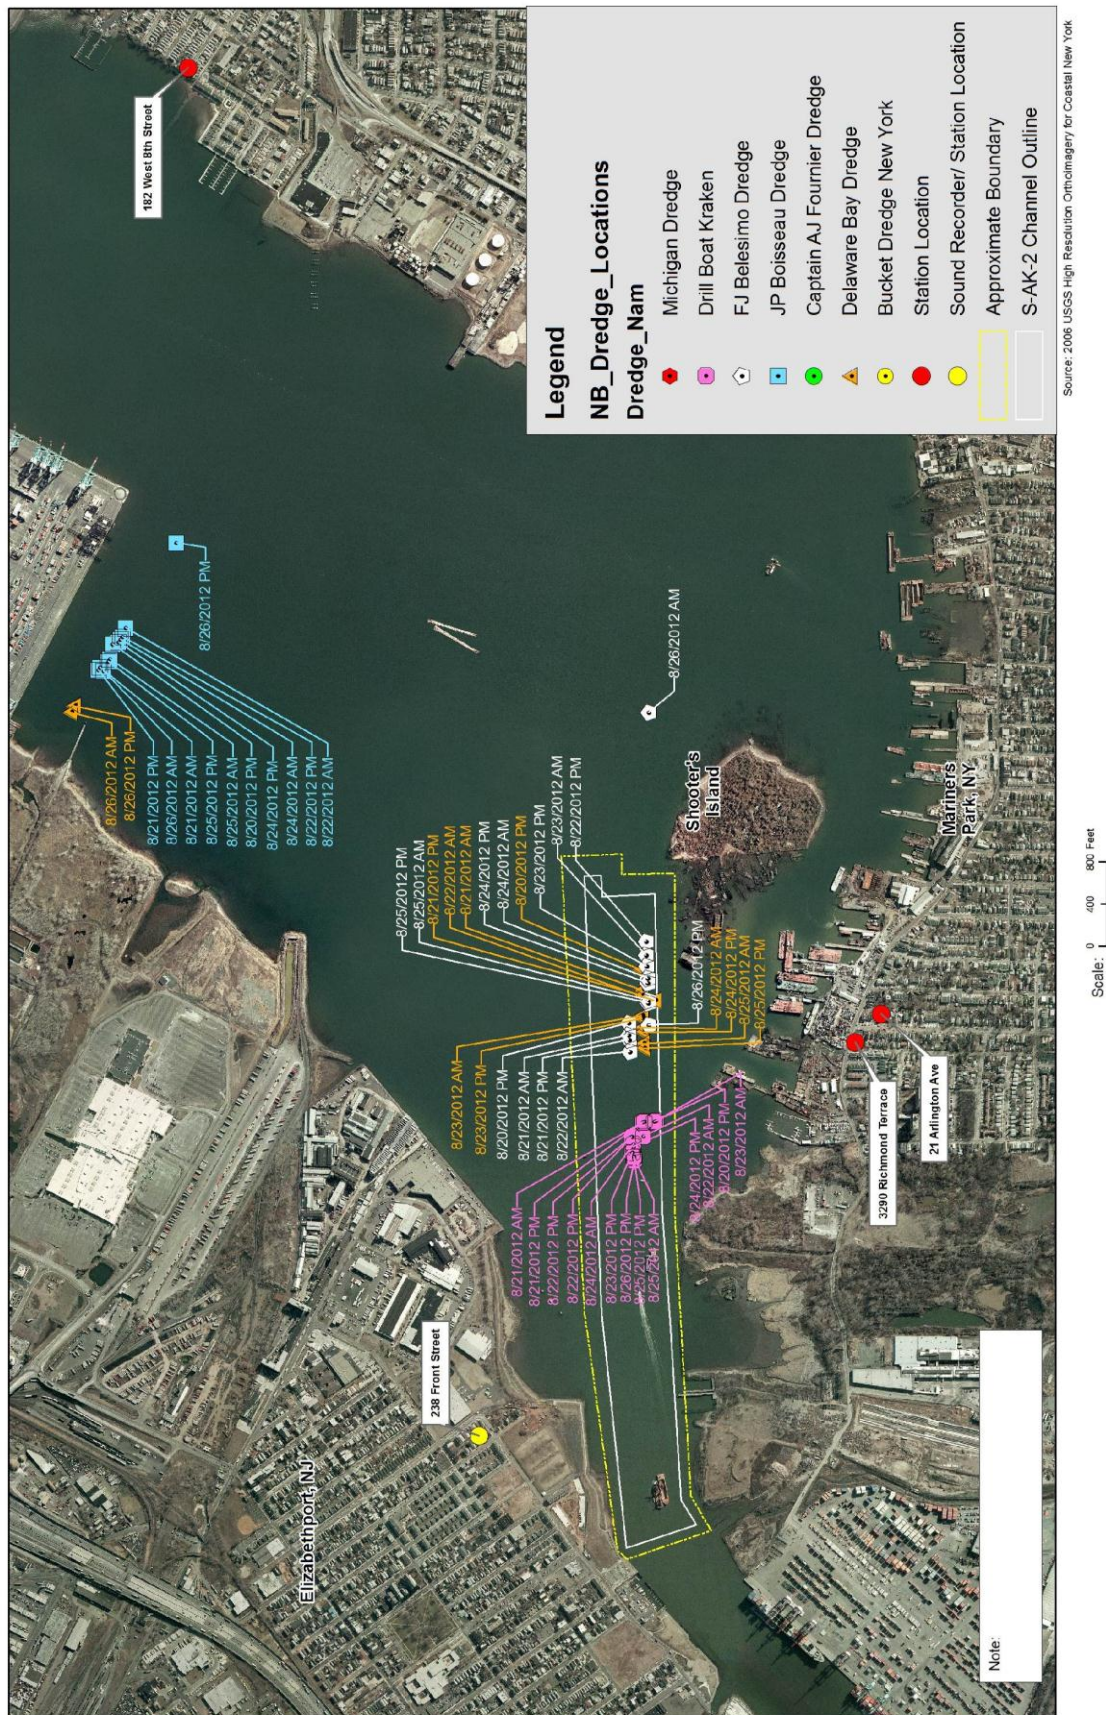 182 West 8th Street
8/26/2012 AM
8/26/2012 PM
8/21/2012 PM
8/26/2012 AM
8/21/2012 AM
8/25/2012 PM
8/25/2012 AM
8/20/2012 PM
8/24/2012 PM
8/24/2012 AM
8/22/2012 PM
8/22/2012 AM
8/26/2012 PM
8/25/2012 PM
8/25/2012 AM
8/21/2012 PM
8/22/2012 AM
8/21/2012 AM
8/24/2012 PM
8/24/2012 AM
8/20/2012 PM
8/23/2012 PM
8/23/2012 AM
8/22/2012 PM
8/26/2012 AM
8/23/2012 AM
8/23/2012 PM
8/20/2012 PM
8/21/2012 AM
8/21/2012 PM
8/22/2012 AM
8/26/2012 PM
8/24/2012 AM
8/24/2012 PM
8/25/2012 AM
8/25/2012 PM
8/21/2012 AM
8/21/2012 PM
8/22/2012 PM
8/22/2012 PM
8/24/2012 AM
8/23/2012 PM
8/26/2012 PM
8/25/2012 PM
8/25/2012 AM
8/24/2012 PM
8/22/2012 AM
8/20/2012 PM
8/23/2012 AM
238 Front Street
Elizabethport, NJ
Shooter's
Island
Mariners
Park, NY
3290 Richmond Terrace
21 Arlington Ave
Note:
Legend
NB_Dredge_Locations
Dredge_Nam
Michigan Dredge
Drill Boat Kraken
FJ Belesimo Dredge
JP Boisseau Dredge
Captain AJ Fournier Dredge
Delaware Bay Dredge
Bucket Dredge New York
Station Location
Sound Recorder/ Station Location
Approximate Boundary
S-AK-2 Channel Outline
Source: 2006 USGS High Resolution Orthoimagery for Coastal New York
Scale: 0 400 800 Feet